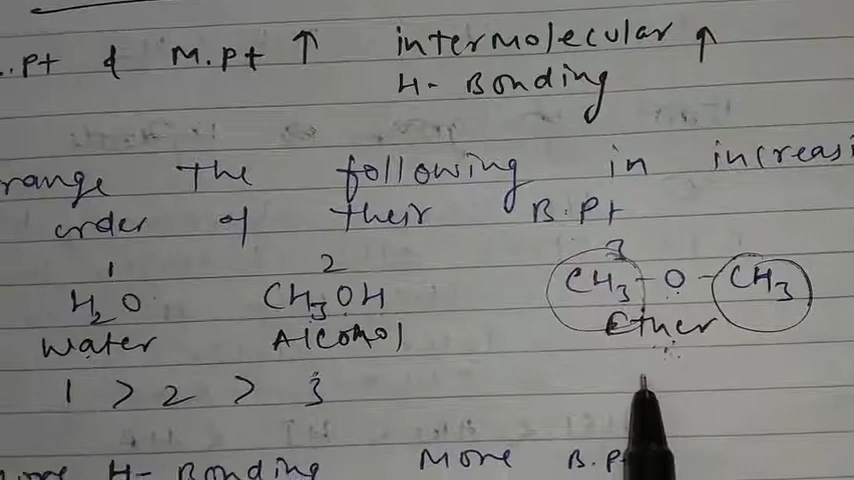 .pt & M.pt ↑ intermolecular ↑
H- Bonding
range the following in increasi
order of their B.Pt
1 2 3
H₂O CH₃OH CH₃-O-CH₃
Water Alcohol Ether
1 > 2 > 3
more H- Bonding More B.P